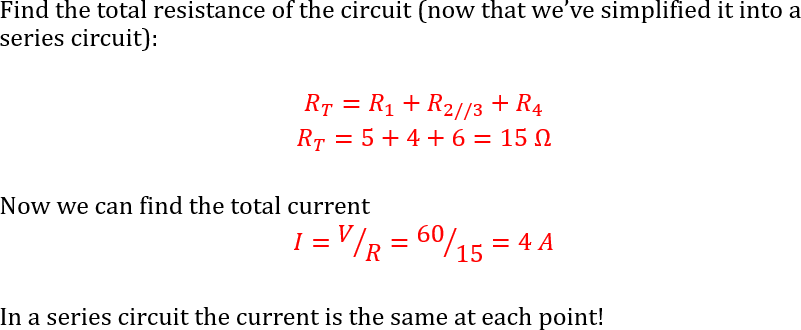 Find the total resistance of the circuit (now that we’ve simplified it into a
series circuit):
R_T = R_1 + R_{2//3} + R_4
R_T = 5 + 4 + 6 = 15 Ω
Now we can find the total current
I = V/R = 60/15 = 4 A
In a series circuit the current is the same at each point!